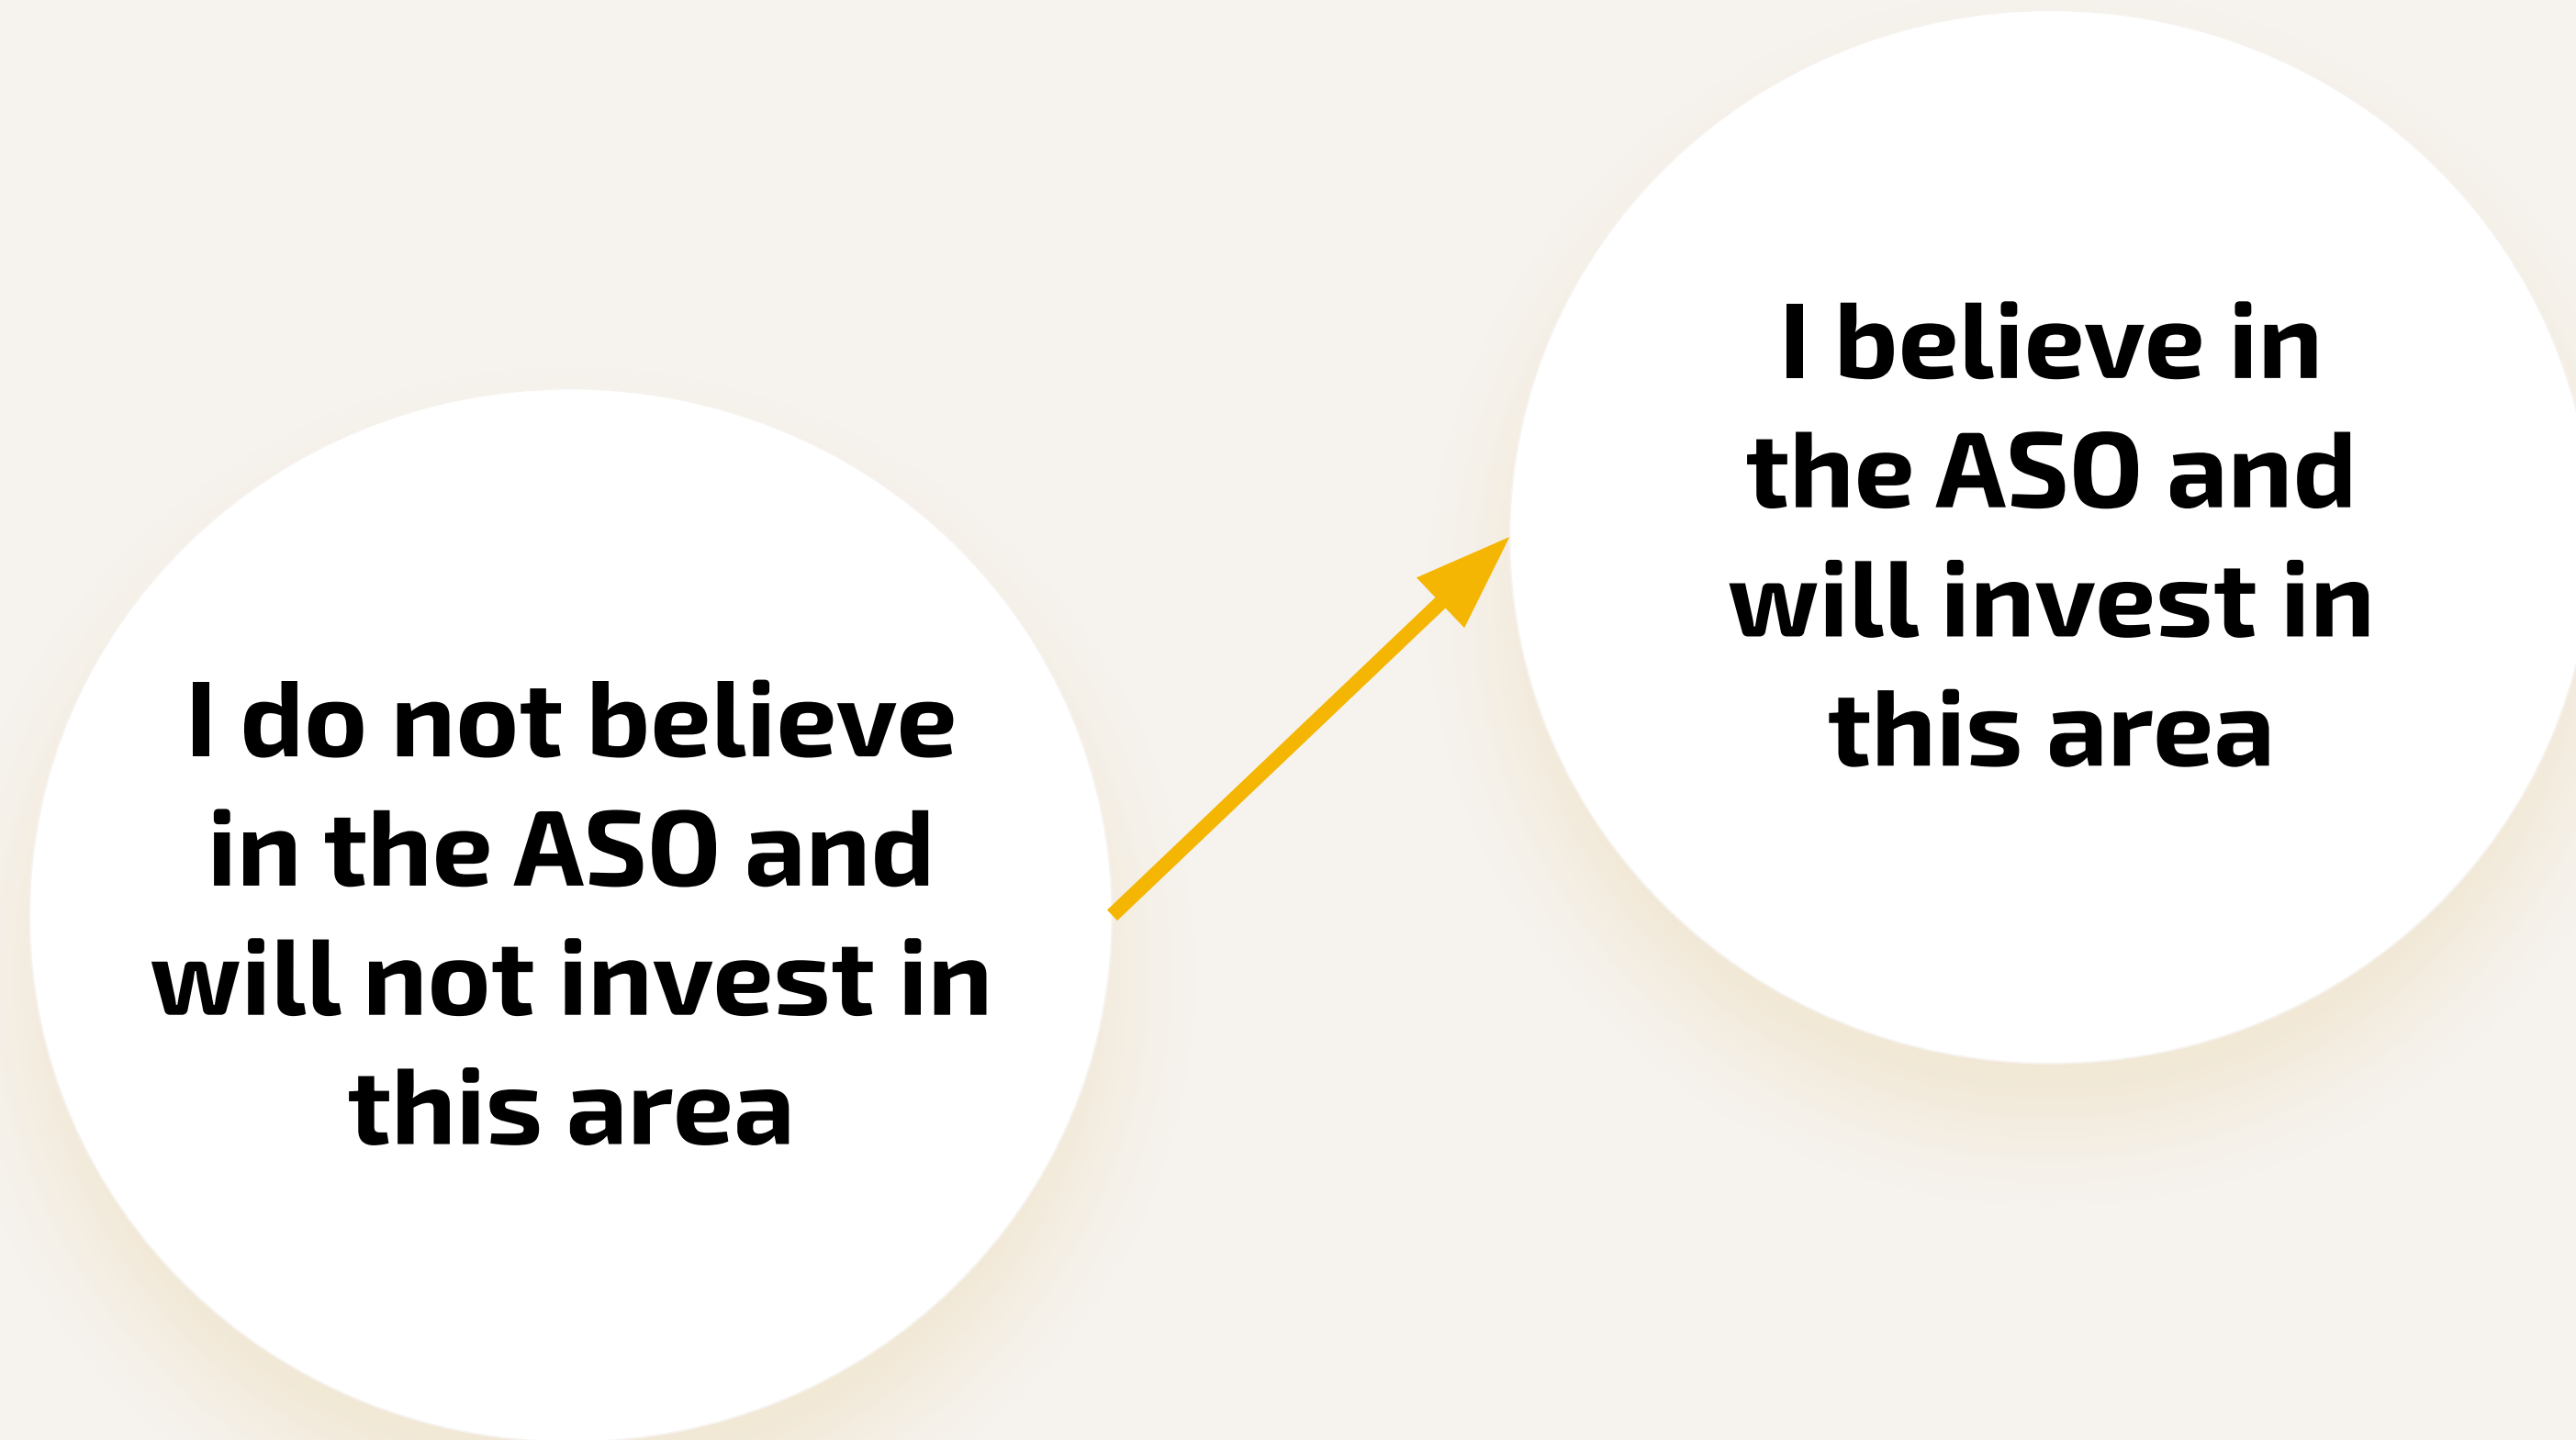 I do not believe
in the ASO and
will not invest in
this area
I believe in
the ASO and
will invest in
this area